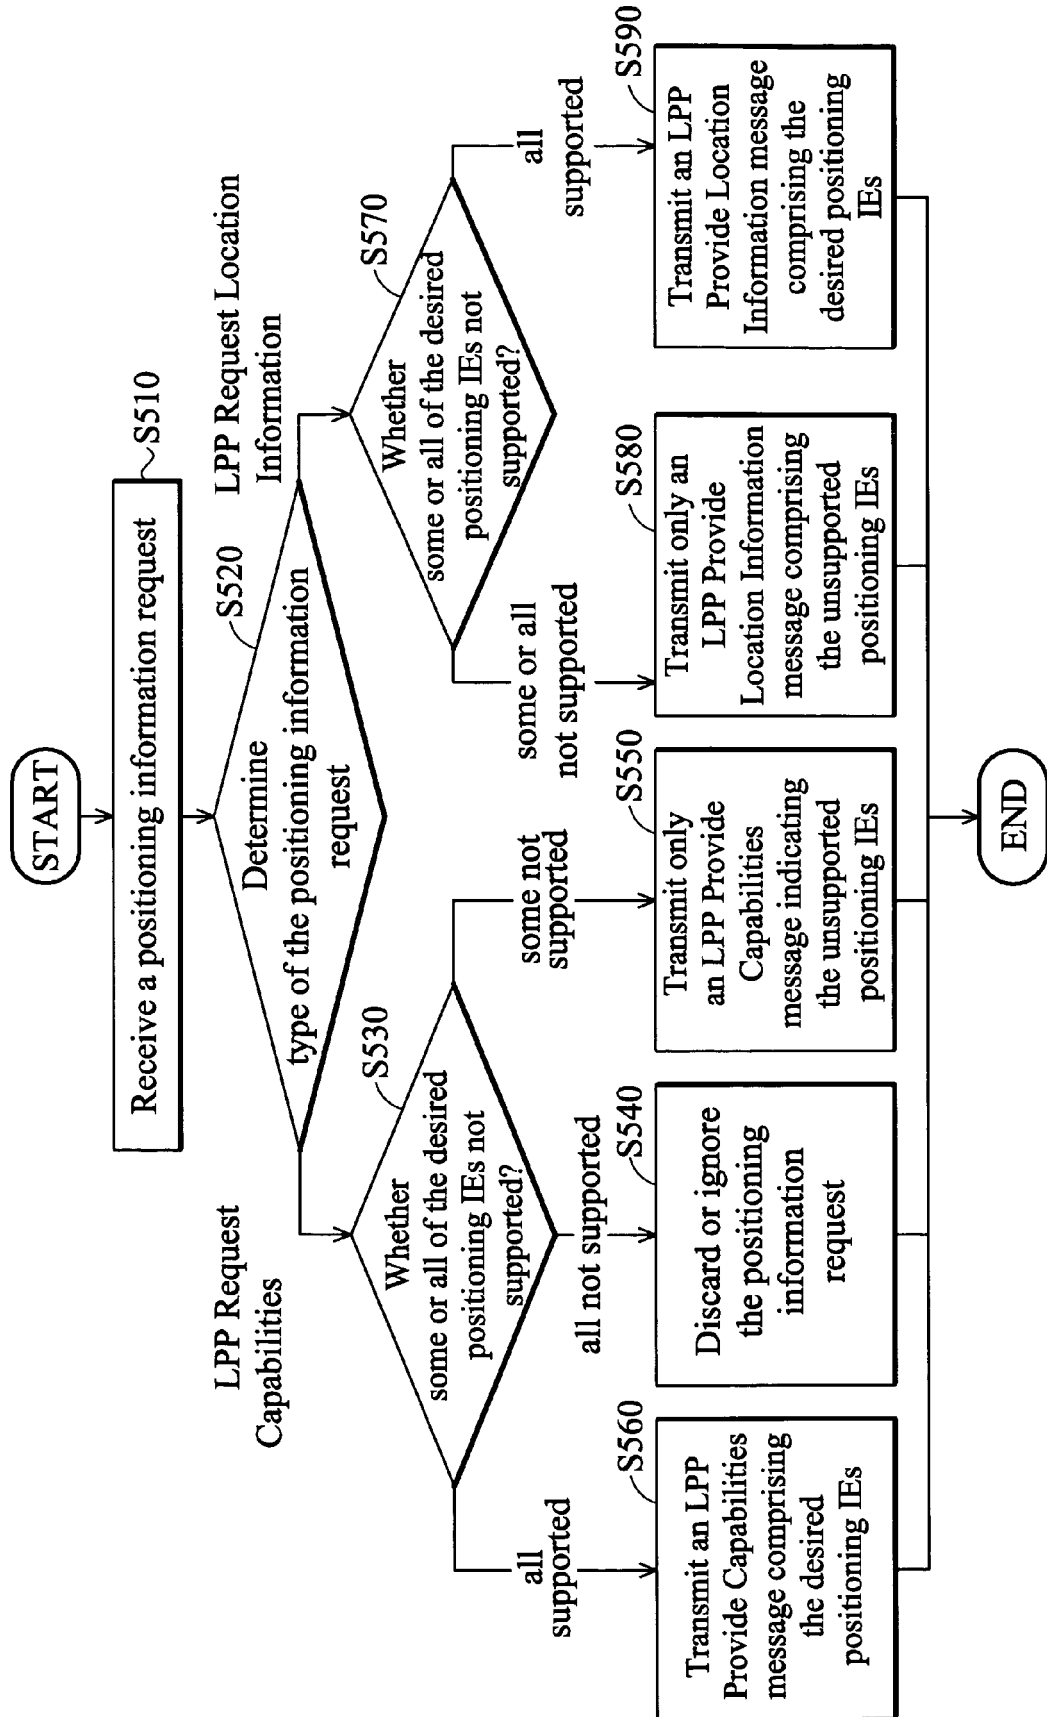 START
Receive a positioning information request
S510
Determine
type of the positioning information
request
S520
LPP Request
Capabilities
LPP Request Location
Information
Whether
some or all of the desired
positioning IEs not
supported?
S530
Whether
some or all of the desired
positioning IEs not
supported?
S570
all
supported
all not supported
some not
supported
some or all
not supported
all
supported
S560
Transmit an LPP
Provide Capabilities
message comprising
the desired
positioning IEs
S540
Discard or ignore
the positioning
information
request
S550
Transmit only
an LPP Provide
Capabilities
message indicating
the unsupported
positioning IEs
S580
Transmit only an
LPP Provide
Location Information
message comprising
the unsupported
positioning IEs
S590
Transmit an LPP
Provide Location
Information message
comprising the
desired positioning
IEs
END